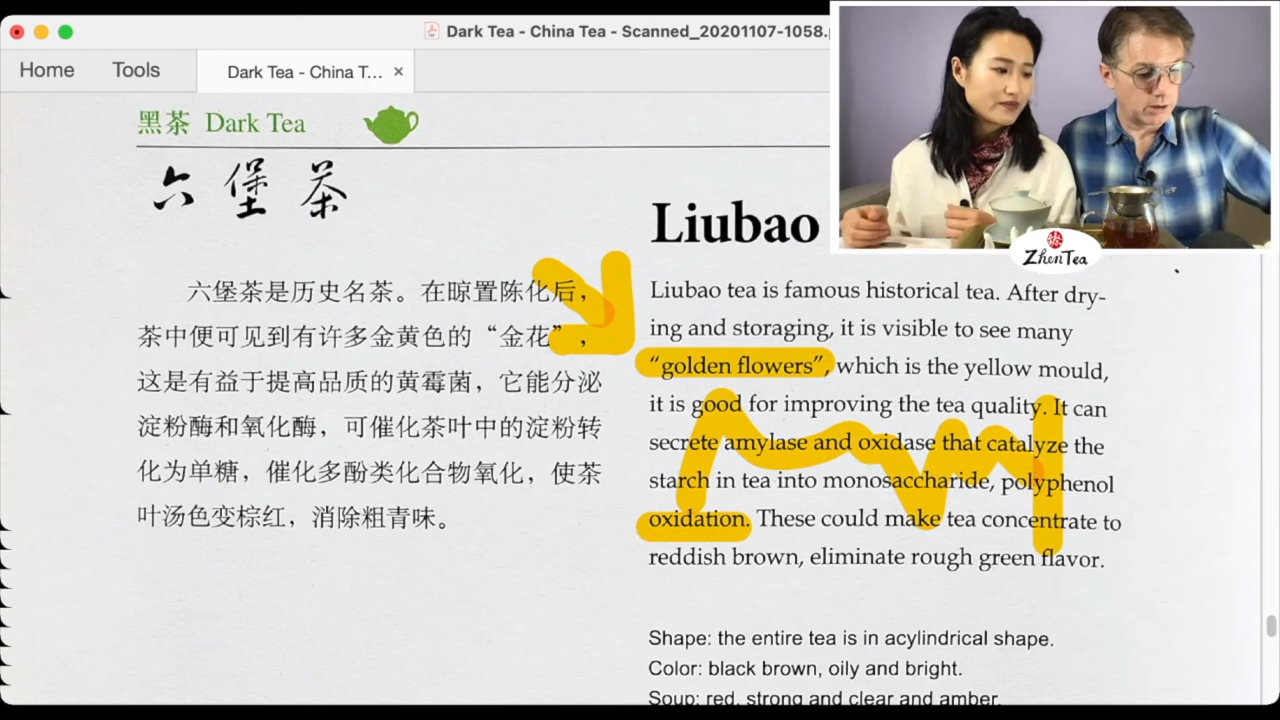 Dark Tea - China Tea - Scanned_20201107-1058.p
Home
Tools
Dark Tea - China T... ×
黑茶 Dark Tea
六堡茶
六堡茶是历史名茶。在晾置陈化后,
茶中便可见到有许多金黄色的“金花”,
这是有益于提高品质的黄霉菌，它能分泌
淀粉酶和氧化酶，可催化茶叶中的淀粉转
化为单糖，催化多酚类化合物氧化，使茶
叶汤色变棕红，消除粗青味。
Liubao
Liubao tea is famous historical tea. After dry-
ing and storaging, it is visible to see many
“golden flowers”, which is the yellow mould,
it is good for improving the tea quality. It can
secrete amylase and oxidase that catalyze the
starch in tea into monosaccharide, polyphenol
oxidation. These could make tea concentrate to
reddish brown, eliminate rough green flavor.
Shape: the entire tea is in acylindrical shape.
Color: black brown, oily and bright.
Soup: red, strong and clear and amber.
ZhenTea